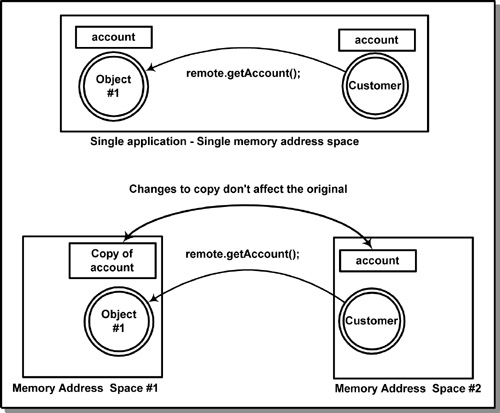 account
account
Object
#1
remote.getAccount();
Customer
Single application - Single memory address space
Changes to copy don't affect the original
Copy of
account
remote.getAccount();
account
Object
#1
Customer
Memory Address Space #1
Memory Address Space #2